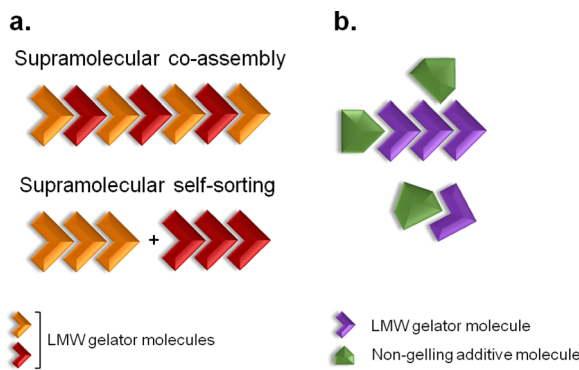 a.
Supramolecular co-assembly
Supramolecular self-sorting
+
LMW gelator molecules
b.
LMW gelator molecule
Non-gelling additive molecule